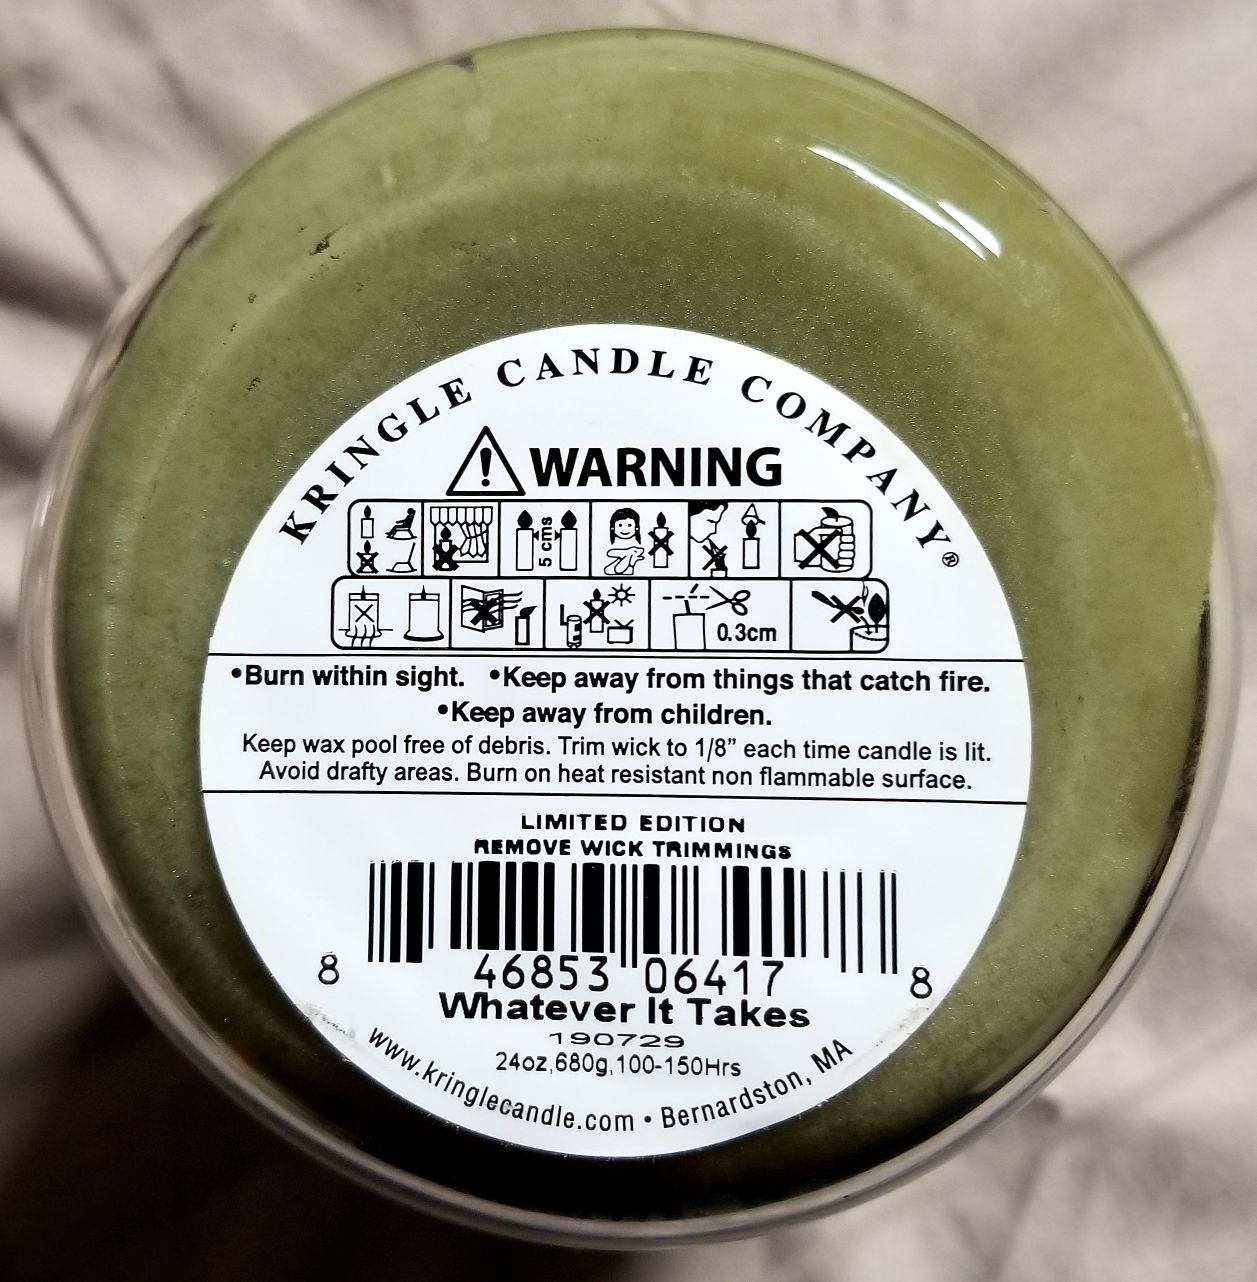 KRINGLE CANDLE COMPANY®
WARNING
5 cms
0.3cm
•Burn within sight. •Keep away from things that catch fire.
•Keep away from children.
Keep wax pool free of debris. Trim wick to 1/8” each time candle is lit.
Avoid drafty areas. Burn on heat resistant non flammable surface.
LIMITED EDITION
REMOVE WICK TRIMMINGS
8 46853 06417 8
Whatever It Takes
190729
24oz,680g,100-150Hrs
www.kringlecandle.com • Bernardston, MA